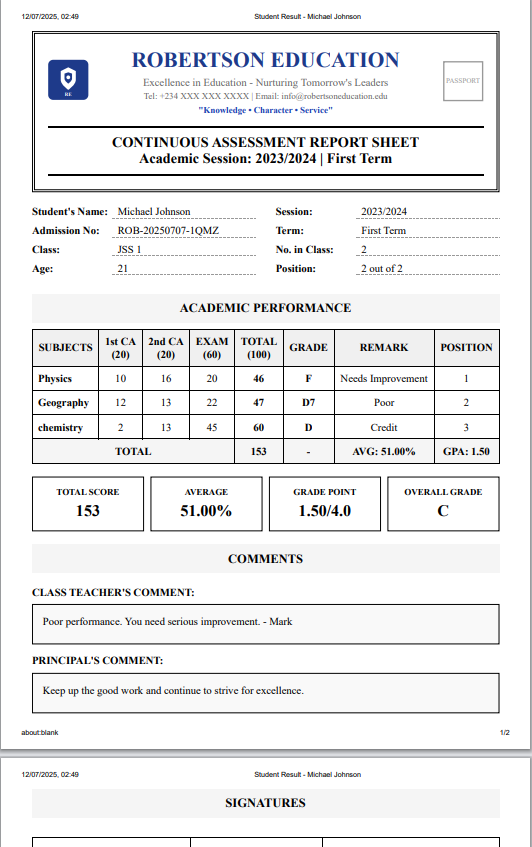 12/07/2025, 02:49 Student Result - Michael Johnson
ROBERTSON EDUCATION
Excellence in Education - Nurturing Tomorrow's Leaders
Tel: +234 XXX XXX XXXX | Email: info@robertsoneducation.edu
"Knowledge • Character • Service"
RE
PASSPORT
CONTINUOUS ASSESSMENT REPORT SHEET
Academic Session: 2023/2024 | First Term
Student's Name: Michael Johnson Session: 2023/2024
Admission No: ROB-20250707-1QMZ Term: First Term
Class: JSS 1 No. in Class: 2
Age: 21 Position: 2 out of 2
ACADEMIC PERFORMANCE
SUBJECTS 1st CA (20) 2nd CA (20) EXAM (60) TOTAL (100) GRADE REMARK POSITION
Physics 10 16 20 46 F Needs Improvement 1
Geography 12 13 22 47 D7 Poor 2
chemistry 2 13 45 60 D Credit 3
TOTAL 153 - AVG: 51.00% GPA: 1.50
TOTAL SCORE AVERAGE GRADE POINT OVERALL GRADE
153 51.00% 1.50/4.0 C
COMMENTS
CLASS TEACHER'S COMMENT:
Poor performance. You need serious improvement. - Mark
PRINCIPAL'S COMMENT:
Keep up the good work and continue to strive for excellence.
about:blank 1/2
12/07/2025, 02:49 Student Result - Michael Johnson
SIGNATURES